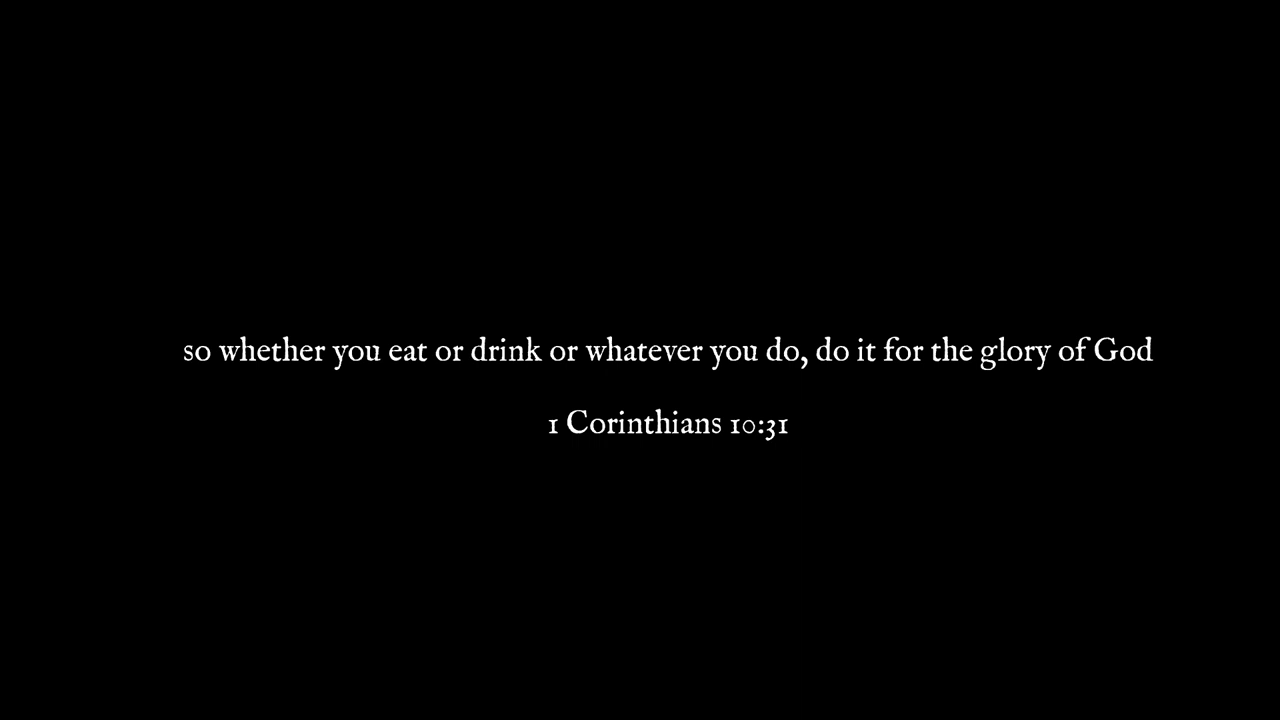 so whether you eat or drink or whatever you do, do it for the glory of God
1 Corinthians 10:31